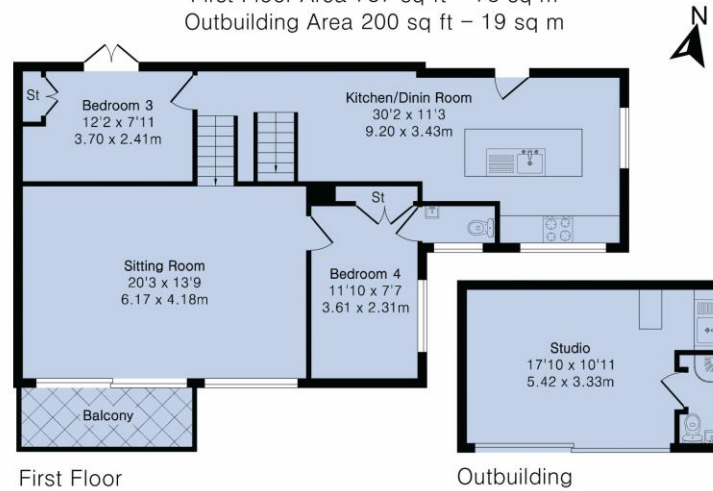 Outbuilding Area 200 sq ft – 19 sq m
N
St
Bedroom 3
12'2 x 7'11
3.70 x 2.41m
Kitchen/Dinin Room
30'2 x 11'3
9.20 x 3.43m
St
Sitting Room
20'3 x 13'9
6.17 x 4.18m
Bedroom 4
11'10 x 7'7
3.61 x 2.31m
Studio
17'10 x 10'11
5.42 x 3.33m
Balcony
First Floor
Outbuilding